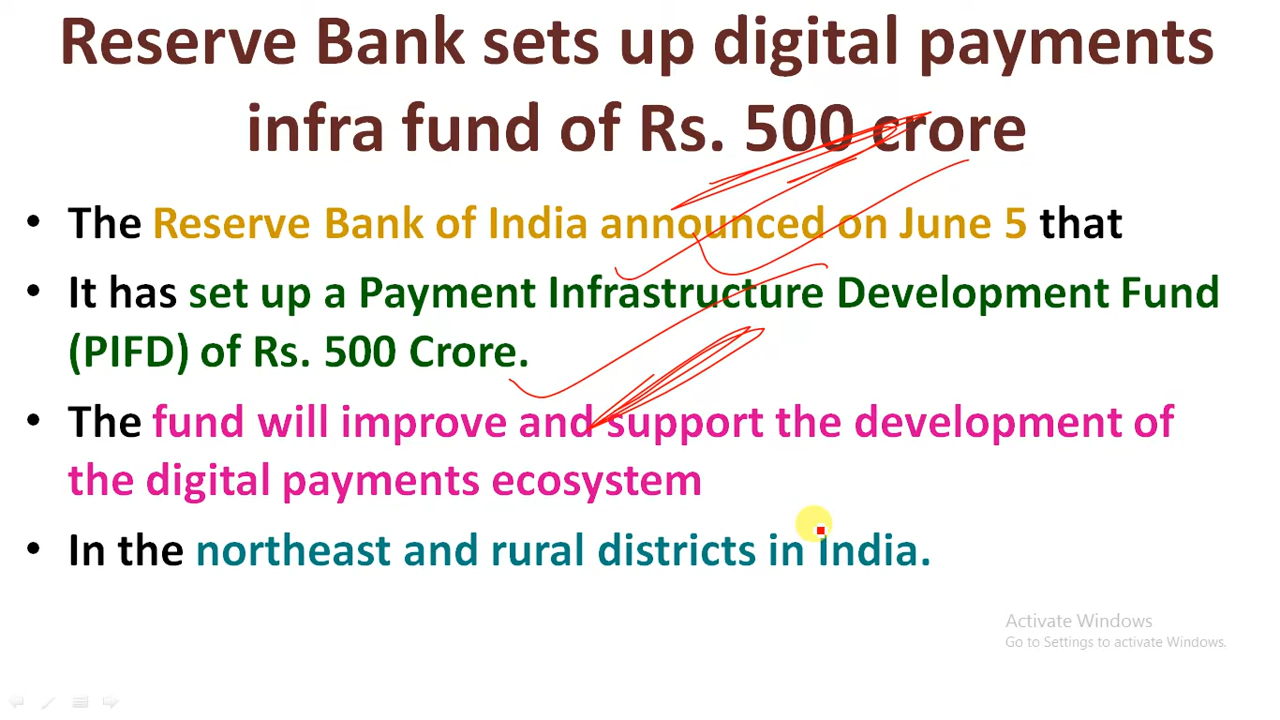 Reserve Bank sets up digital payments
infra fund of Rs. 500 crore
• The Reserve Bank of India announced on June 5 that
• It has set up a Payment Infrastructure Development Fund
(PIFD) of Rs. 500 Crore.
• The fund will improve and support the development of
the digital payments ecosystem
• In the northeast and rural districts in India.
Activate Windows
Go to Settings to activate Windows.